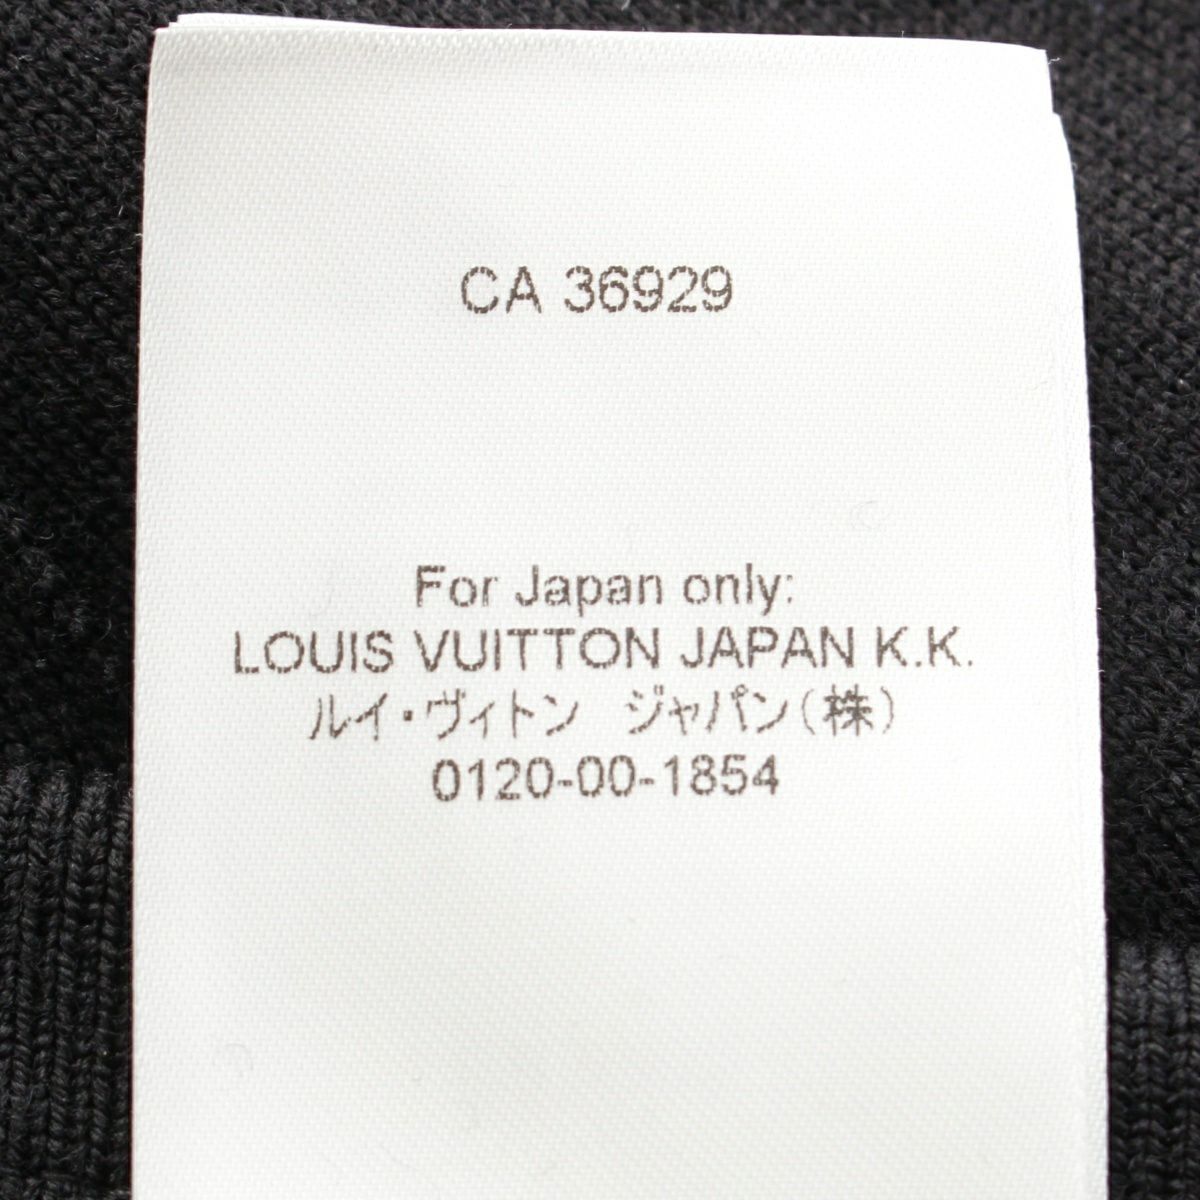 CA 36929
For Japan only:
LOUIS VUITTON JAPAN K.K.
ルイ・ヴィトン ジャパン(株)
0120-00-1854